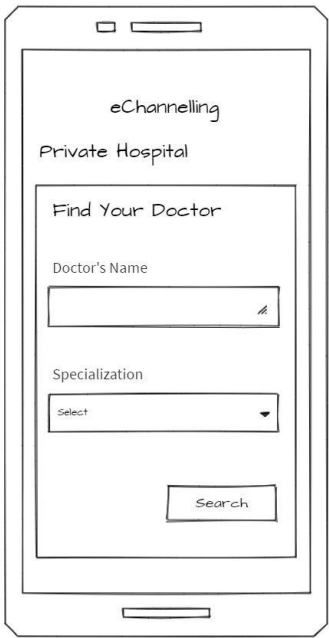 eChannelling
Private Hospital
Find Your Doctor
Doctor's Name
Specialization
Select
Search